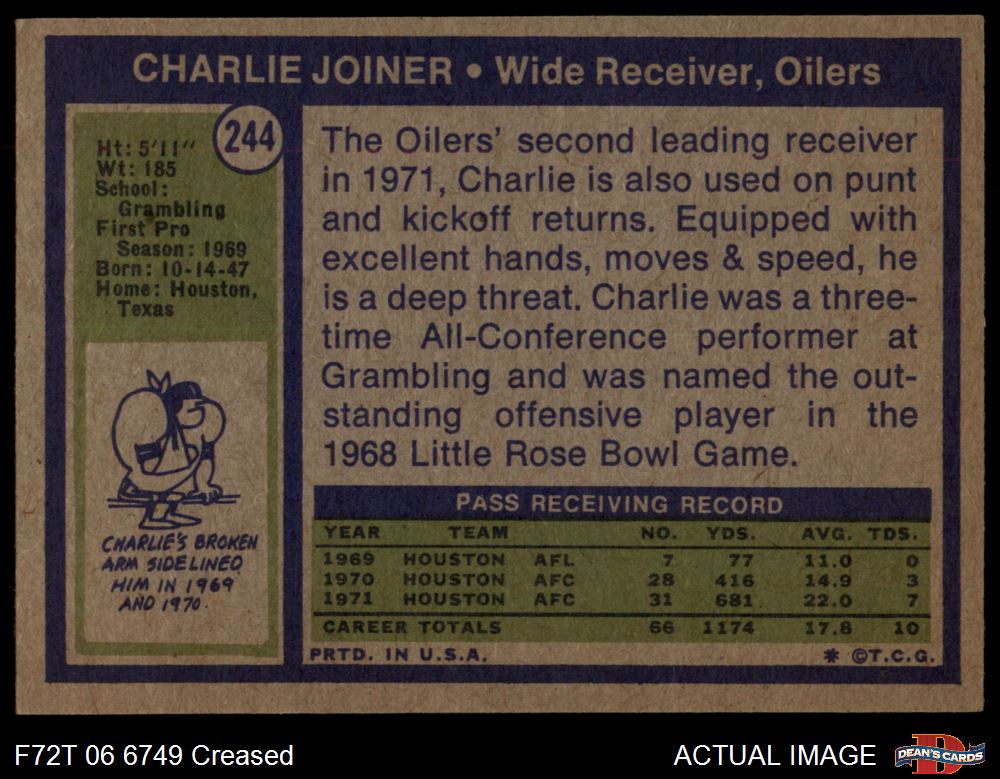 CHARLIE JOINER • Wide Receiver, Oilers
244
Ht: 5'11"
Wt: 185
School:
Grambling
First Pro
Season: 1969
Born: 10-14-47
Home: Houston,
Texas
CHARLIE'S BROKEN
ARM SIDELINED
HIM IN 1969
AND 1970.
The Oilers' second leading receiver
in 1971, Charlie is also used on punt
and kickoff returns. Equipped with
excellent hands, moves & speed, he
is a deep threat. Charlie was a three-
time All-Conference performer at
Grambling and was named the out-
standing offensive player in the
1968 Little Rose Bowl Game.
PASS RECEIVING RECORD
YEAR TEAM NO. YDS. AVG. TDS.
1969 HOUSTON AFL 7 77 11.0 0
1970 HOUSTON AFC 28 416 14.9 3
1971 HOUSTON AFC 31 681 22.0 7
CAREER TOTALS 66 1174 17.8 10
PRTD. IN U.S.A. * ©T.C.G.
F72T 06 6749 Creased
ACTUAL IMAGE
D
DEAN'S CARDS